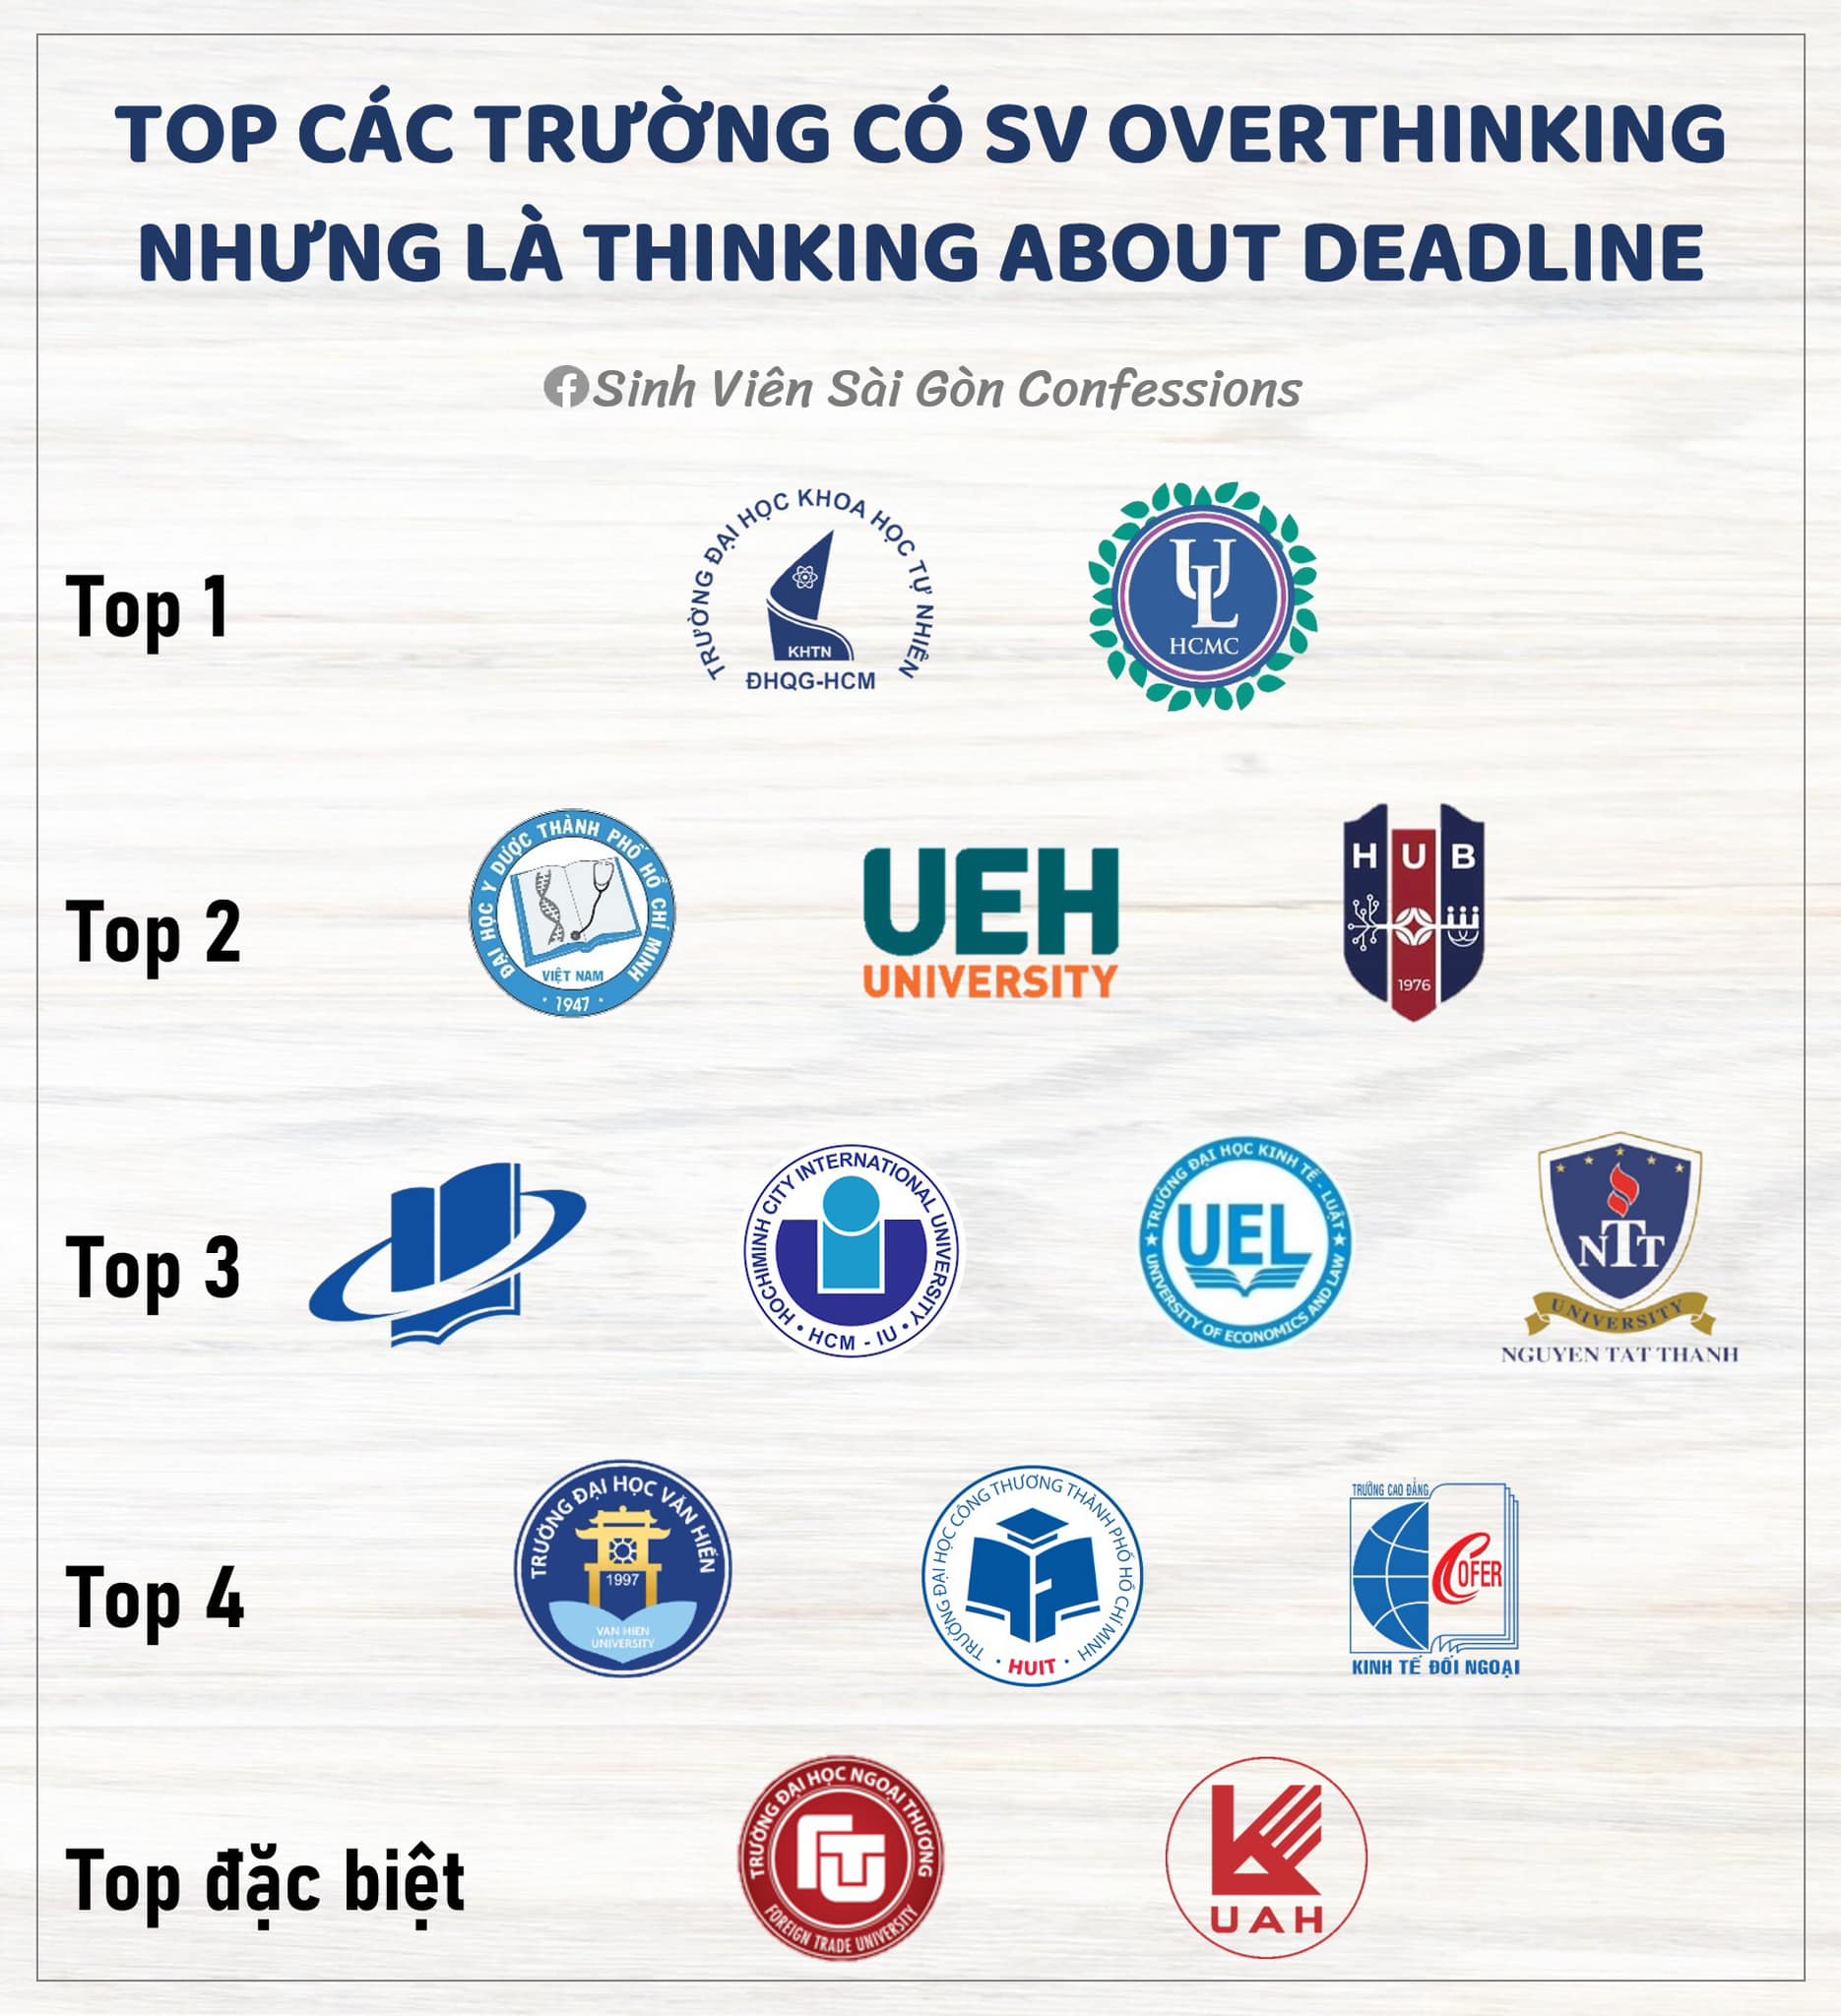 TOP CÁC TRƯỜNG CÓ SV OVERTHINKING
NHƯNG LÀ THINKING ABOUT DEADLINE
Sinh Viên Sài Gòn Confessions
Top 1
TRƯỜNG ĐẠI HỌC KHOA HỌC TỰ NHIÊN
KHTN
ĐHQG-HCM
UL
HCMC
Top 2
ĐẠI HỌC Y DƯỢC THÀNH PHỐ HỒ CHÍ MINH
VIỆT NAM
· 1947 ·
UEH
UNIVERSITY
HUB
1976
Top 3
HOCHIMINH CITY INTERNATIONAL UNIVERSITY
• HCM - IU •
TRƯỜNG ĐẠI HỌC KINH TẾ - LUẬT
UEL
UNIVERSITY OF ECONOMICS AND LAW
NTT
UNIVERSITY
NGUYEN TAT THANH
Top 4
TRƯỜNG ĐẠI HỌC VĂN HIẾN
1997
VAN HIEN
UNIVERSITY
TRƯỜNG ĐẠI HỌC CÔNG THƯƠNG THÀNH PHỐ HỒ CHÍ MINH
• HUIT •
TRƯỜNG CAO ĐẲNG
COFER
KINH TẾ ĐỐI NGOẠI
Top đặc biệt
TRƯỜNG ĐẠI HỌC NGOẠI THƯƠNG
FTU
FOREIGN TRADE UNIVERSITY
UAH